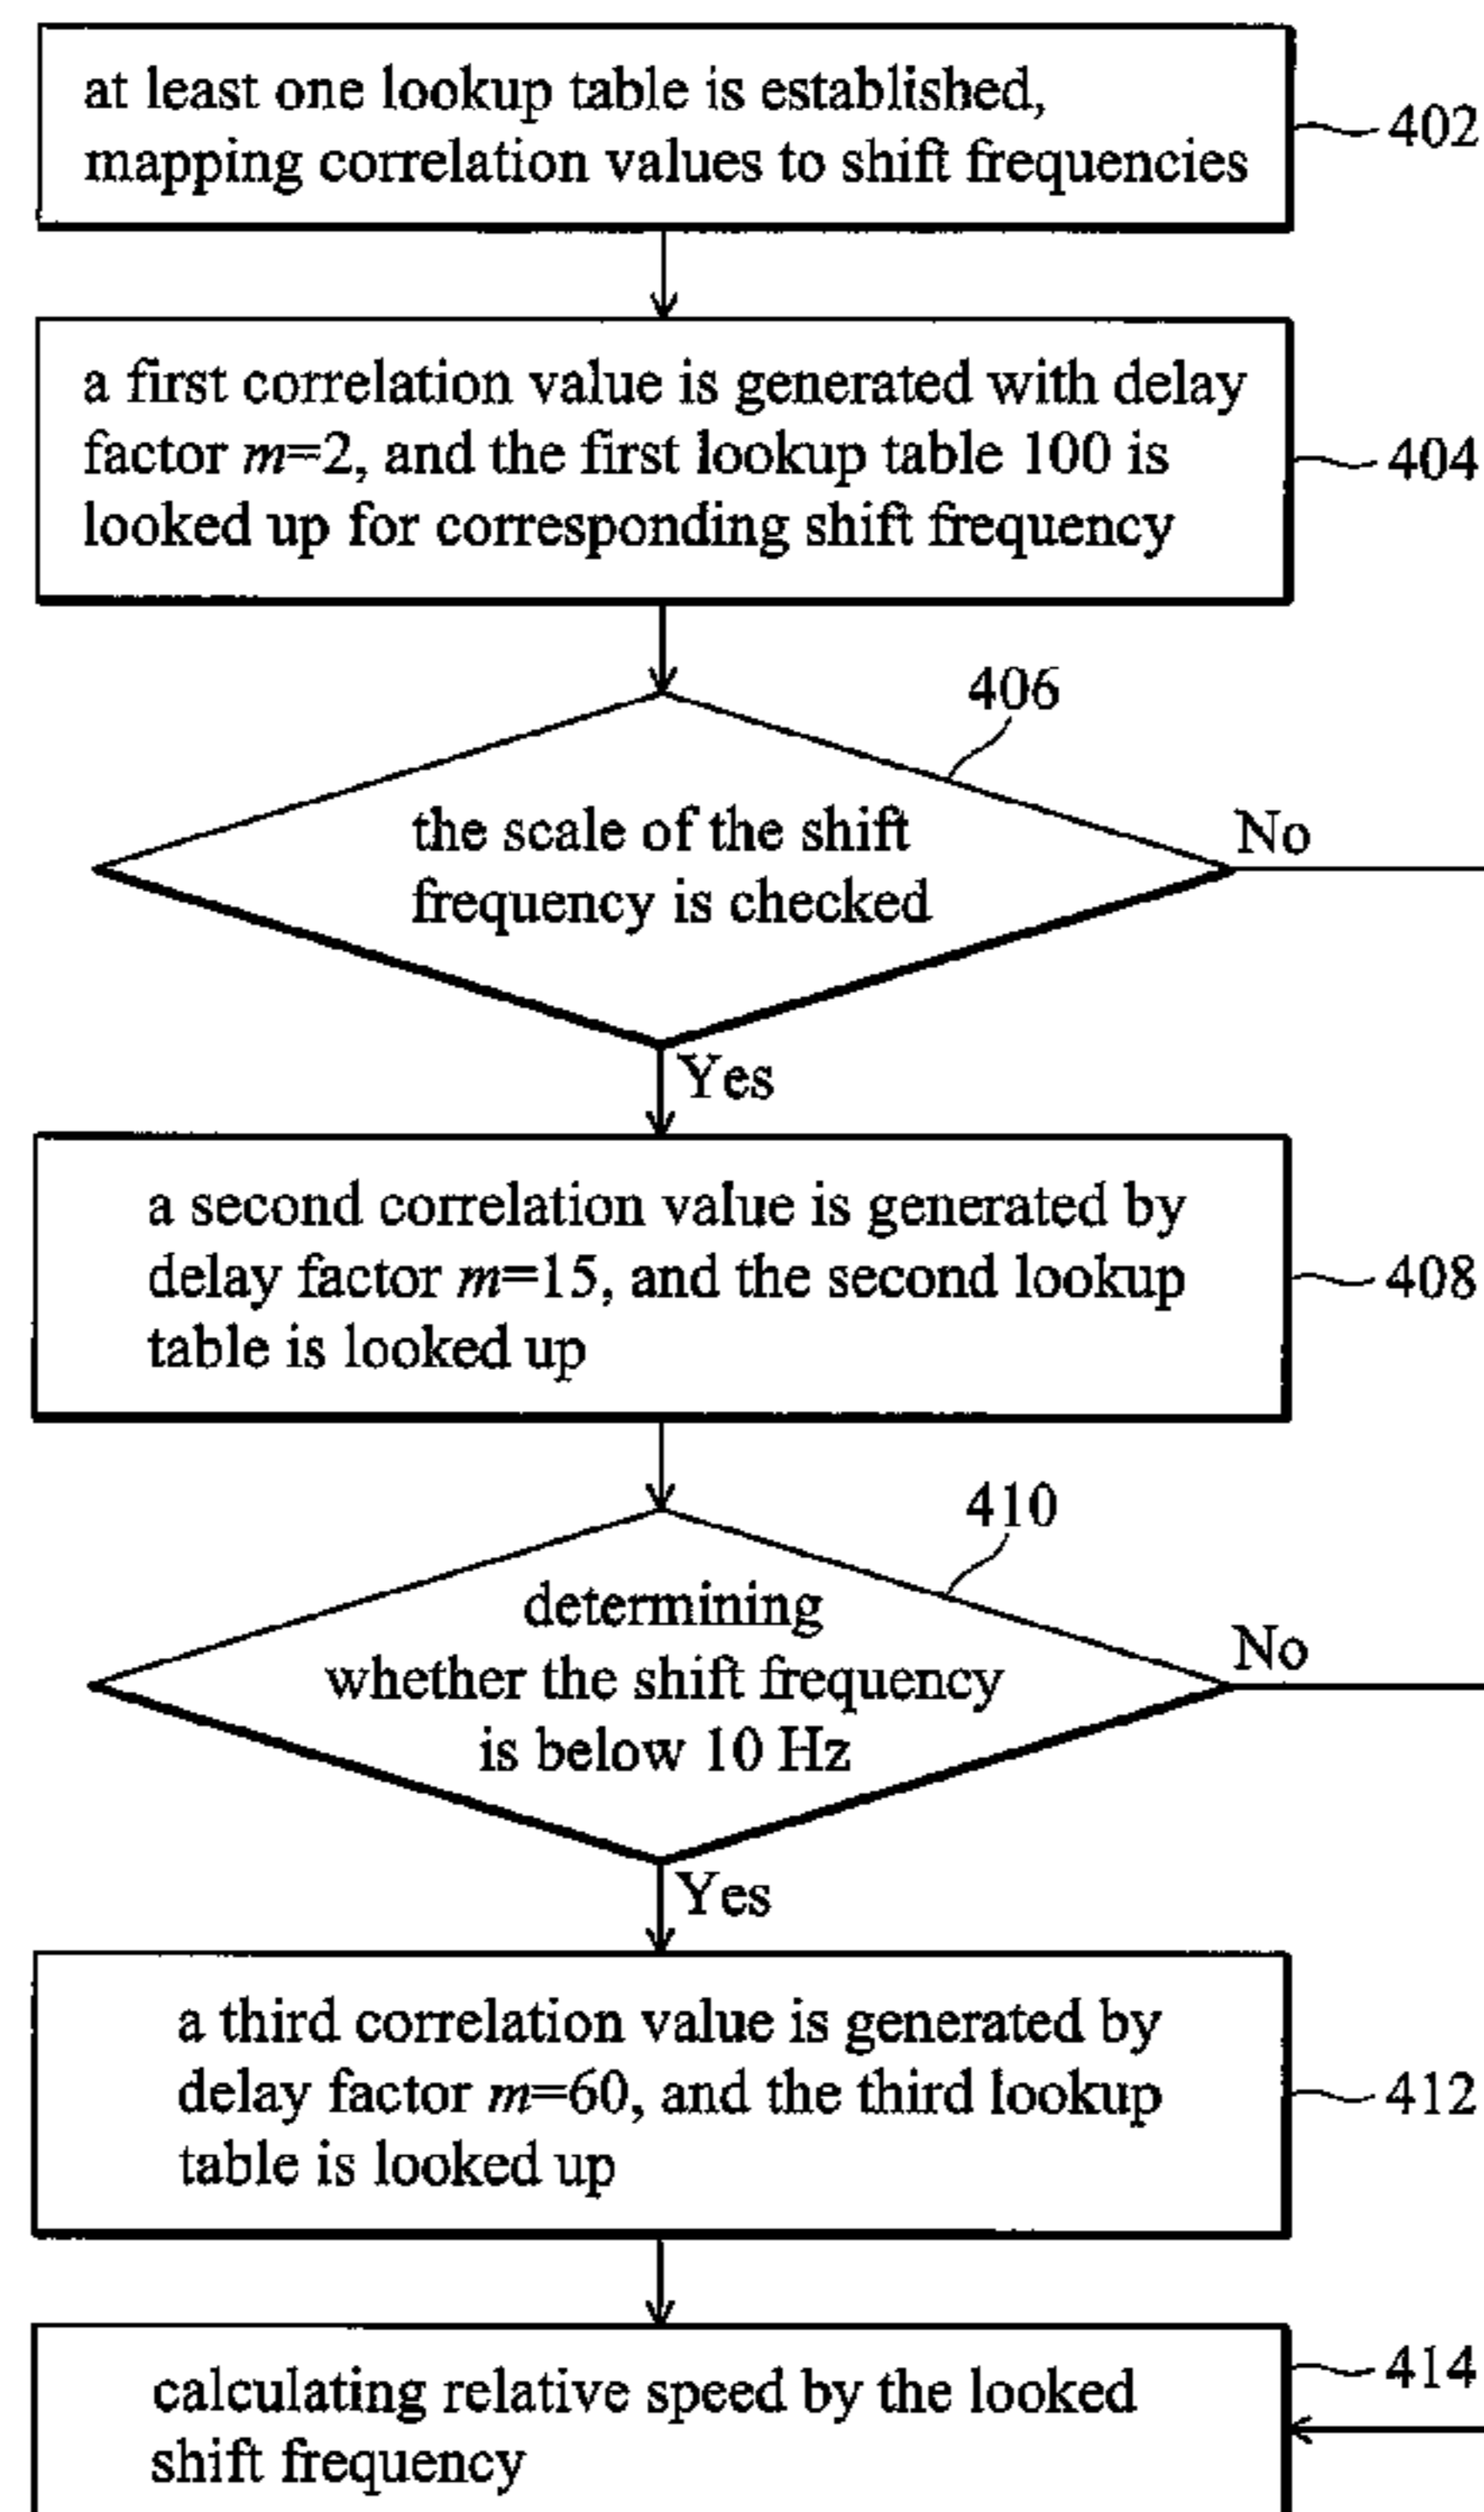 at least one lookup table is established,
mapping correlation values to shift frequencies
402
a first correlation value is generated with delay
factor m=2, and the first lookup table 100 is
looked up for corresponding shift frequency
404
406
the scale of the shift
frequency is checked
No
Yes
a second correlation value is generated by
delay factor m=15, and the second lookup
table is looked up
408
410
determining
whether the shift frequency
is below 10 Hz
No
Yes
a third correlation value is generated by
delay factor m=60, and the third lookup
table is looked up
412
calculating relative speed by the looked
shift frequency
414